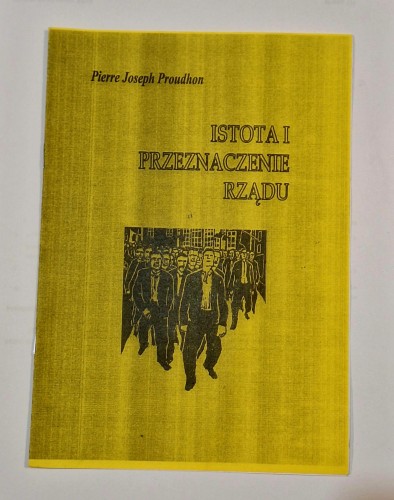 Pierre Joseph Proudhon
ISTOTA I
PRZEZNACZENIE
RZĄDU